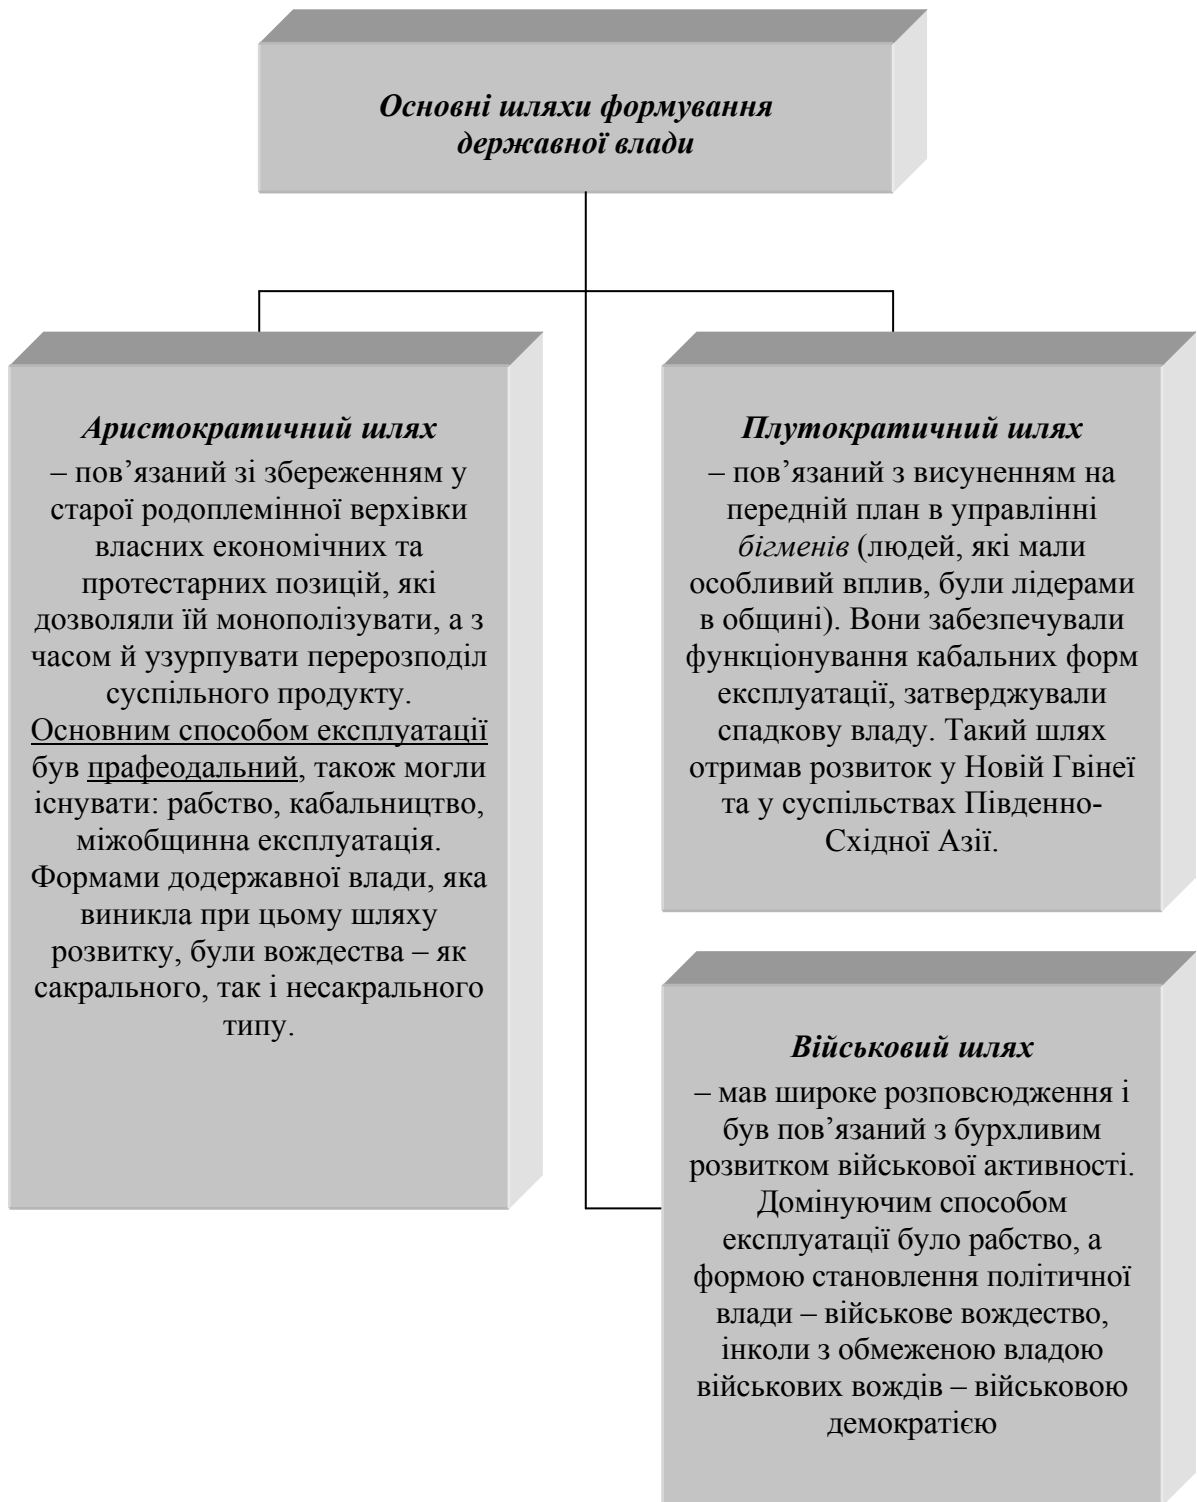 Основні шляхи формування
державної влади
Аристократичний шлях
– пов’язаний зі збереженням у
старої родоплемінної верхівки
власних економічних та
протестарних позицій, які
дозволяли їй монополізувати, а з
часом й узурпувати перерозподіл
суспільного продукту.
Основним способом експлуатації
був прафеодальний, також могли
існувати: рабство, кабальництво,
міжобщинна експлуатація.
Формами додержавної влади, яка
виникла при цьому шляху
розвитку, були вождества – як
сакрального, так і несакрального
типу.
Плутократичний шлях
– пов’язаний з висуненням на
передній план в управлінні
бігменів (людей, які мали
особливий вплив, були лідерами
в общині). Вони забезпечували
функціонування кабальних форм
експлуатації, затверджували
спадкову владу. Такий шлях
отримав розвиток у Новій Гвінеї
та у суспільствах Південно-
Східної Азії.
Військовий шлях
– мав широке розповсюдження і
був пов’язаний з бурхливим
розвитком військової активності.
Домінуючим способом
експлуатації було рабство, а
формою становлення політичної
влади – військове вождество,
інколи з обмеженою владою
військових вождів – військовою
демократією